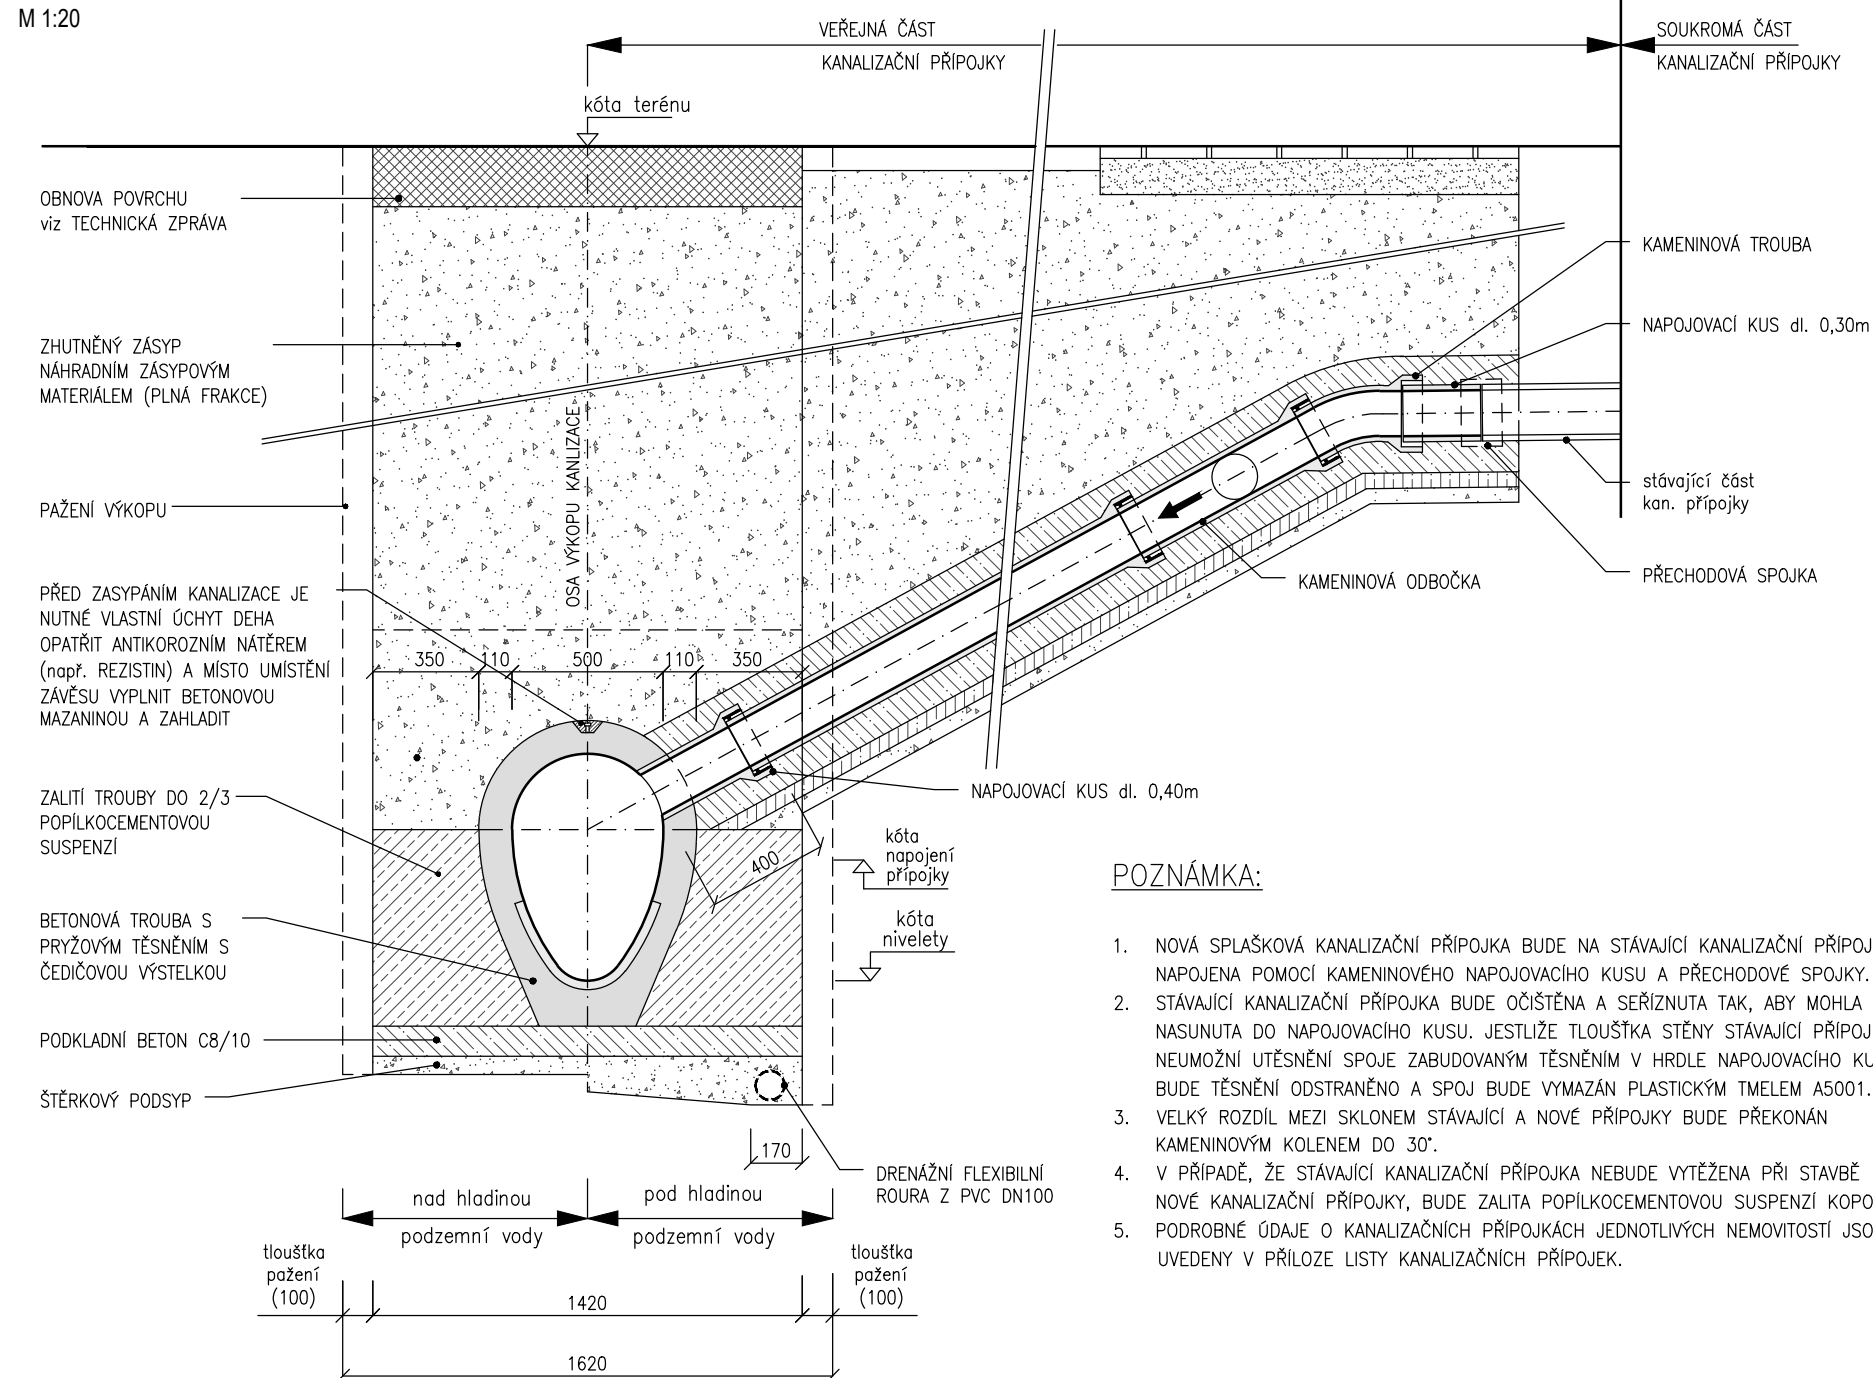 M 1:20
VEŘEJNÁ ČÁST
KANALIZAČNÍ PŘÍPOJKY
SOUKROMÁ ČÁST
KANALIZAČNÍ PŘÍPOJKY
kóta terénu
OBNOVA POVRCHU
viz TECHNICKÁ ZPRÁVA
ZHUTNĚNÝ ZÁSYP
NÁHRADNÍM ZÁSYPOVÝM
MATERIÁLEM (PLNÁ FRAKCE)
PAŽENÍ VÝKOPU
PŘED ZASYPÁNÍM KANALIZACE JE
NUTNÉ VLASTNÍ ÚCHYT DEHA
OPATŘIT ANTIKOROZNÍM NÁTĚREM
(např. REZISTIN) A MÍSTO UMÍSTĚNÍ
ZÁVĚSU VYPLNIT BETONOVOU
MAZANINOU A ZAHLADIT
ZALITÍ TROUBY DO 2/3
POPÍLKOCEMENTOVOU
SUSPENZÍ
BETONOVÁ TROUBA S
PRYŽOVÝM TĚSNĚNÍM S
ČEDIČOVOU VÝSTELKOU
PODKLADNÍ BETON C8/10
ŠTĚRKOVÝ PODSYP
OSA VÝKOPU KANLIZACE
350 110 500 110 350
400
KAMENINOVÁ TROUBA
NAPOJOVACÍ KUS dl. 0,30m
stávající část
kan. přípojky
PŘECHODOVÁ SPOJKA
KAMENINOVÁ ODBOČKA
NAPOJOVACÍ KUS dl. 0,40m
kóta
napojení
přípojky
kóta
nivelety
170
DRENÁŽNÍ FLEXIBILNÍ
ROURA Z PVC DN100
nad hladinou
podzemní vody
pod hladinou
podzemní vody
tloušťka
pažení
(100)
tloušťka
pažení
(100)
1420
1620
POZNÁMKA:
1. NOVÁ SPLAŠKOVÁ KANALIZAČNÍ PŘÍPOJKA BUDE NA STÁVAJÍCÍ KANALIZAČNÍ PŘÍPOJ
NAPOJENA POMOCÍ KAMENINOVÉHO NAPOJOVACÍHO KUSU A PŘECHODOVÉ SPOJKY.
2. STÁVAJÍCÍ KANALIZAČNÍ PŘÍPOJKA BUDE OČIŠTĚNA A SEŘÍZNUTA TAK, ABY MOHLA
NASUNUTA DO NAPOJOVACÍHO KUSU. JESTLIŽE TLOUŠŤKA STĚNY STÁVAJÍCÍ PŘÍPOJ
NEUMOŽNÍ UTĚSNĚNÍ SPOJE ZABUDOVANÝM TĚSNĚNÍM V HRDLE NAPOJOVACÍHO KU
BUDE TĚSNĚNÍ ODSTRANĚNO A SPOJ BUDE VYMAZÁN PLASTICKÝM TMELEM A5001.
3. VELKÝ ROZDÍL MEZI SKLONEM STÁVAJÍCÍ A NOVÉ PŘÍPOJKY BUDE PŘEKONÁN
KAMENINOVÝM KOLENEM DO 30°.
4. V PŘÍPADĚ, ŽE STÁVAJÍCÍ KANALIZAČNÍ PŘÍPOJKA NEBUDE VYTĚŽENA PŘI STAVBĚ
NOVÉ KANALIZAČNÍ PŘÍPOJKY, BUDE ZALITA POPÍLKOCEMENTOVOU SUSPENZÍ KOPO
5. PODROBNÉ ÚDAJE O KANALIZAČNÍCH PŘÍPOJKÁCH JEDNOTLIVÝCH NEMOVITOSTÍ JSO
UVEDENY V PŘÍLOZE LISTY KANALIZAČNÍCH PŘÍPOJEK.